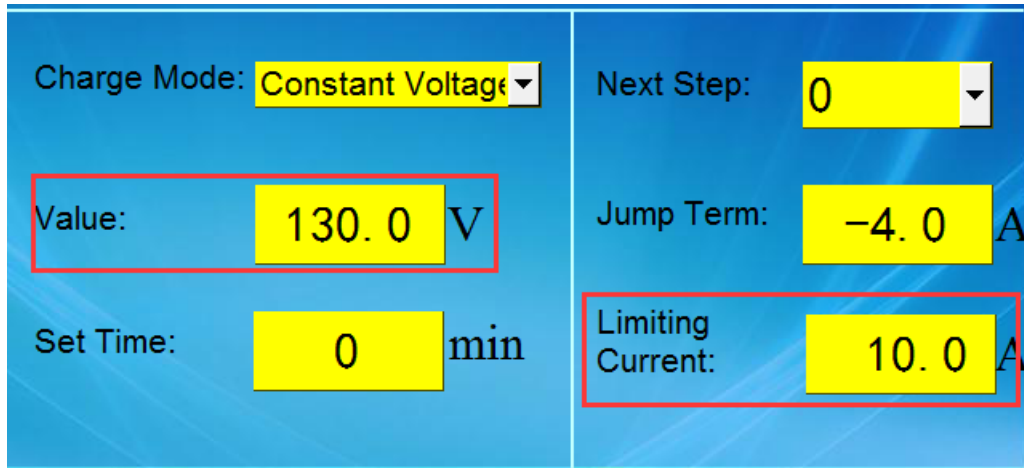 Charge Mode: Constant Voltage
Next Step: 0
Value: 130.0 V
Jump Term: -4.0 A
Set Time: 0 min
Limiting
Current: 10.0 A